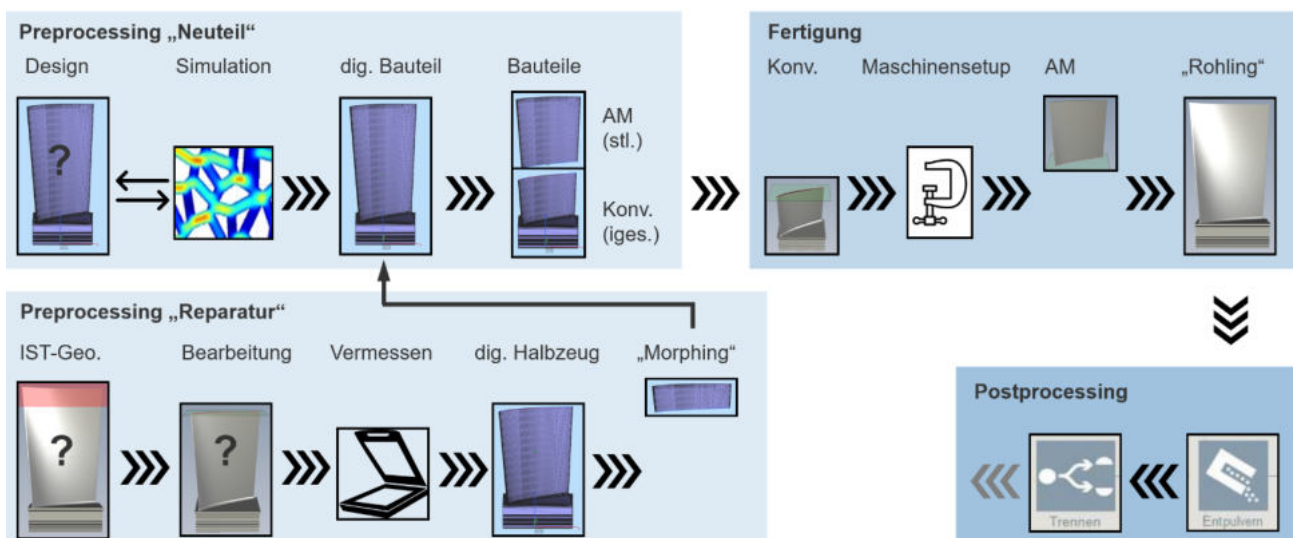 Preprocessing „Neuteil“
Design
Simulation
dig. Bauteil
Bauteile
?
AM
(stl.)
Konv.
(iges.)
Fertigung
Konv.
Maschinensetup
AM
„Rohling“
Preprocessing „Reparatur“
IST-Geo.
Bearbeitung
Vermessen
dig. Halbzeug
„Morphing“
?
?
Postprocessing
Trennen
Entpulvern